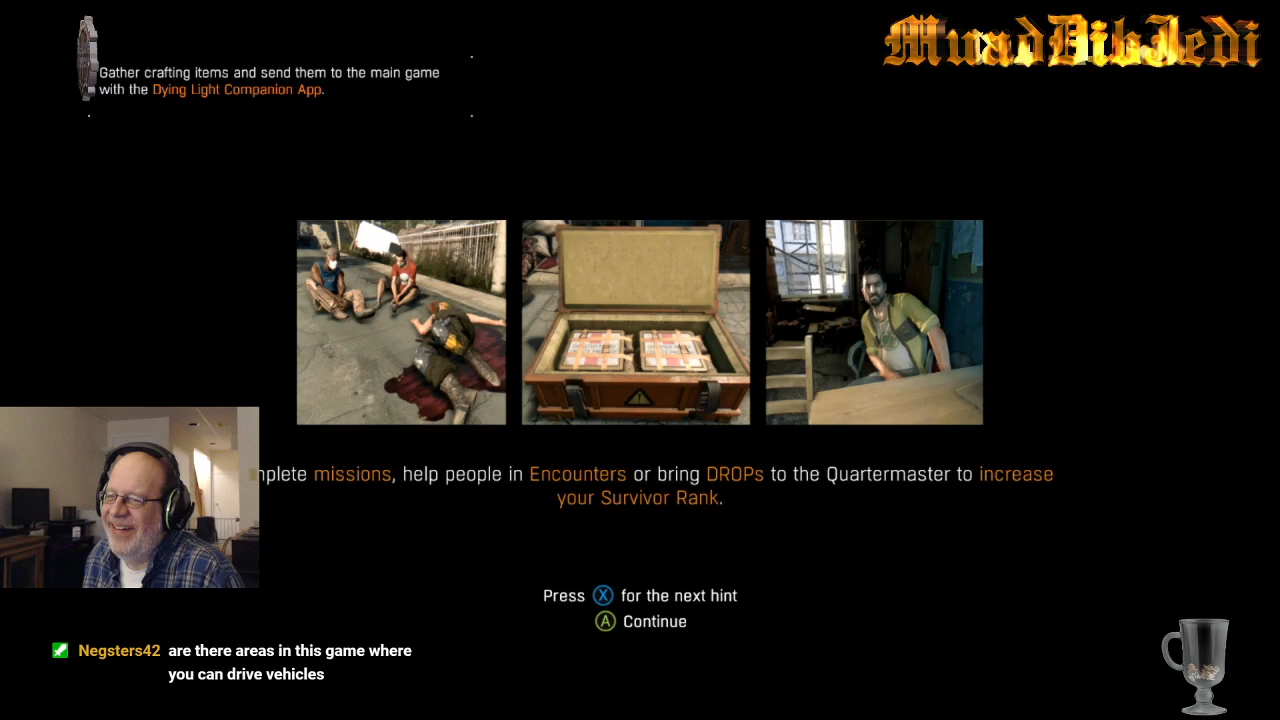 MuadDibJedi
Gather crafting items and send them to the main game
with the Dying Light Companion App.
mplete missions, help people in Encounters or bring DROPs to the Quartermaster to increase
your Survivor Rank.
Press X for the next hint
A Continue
Negsters42 are there areas in this game where
you can drive vehicles